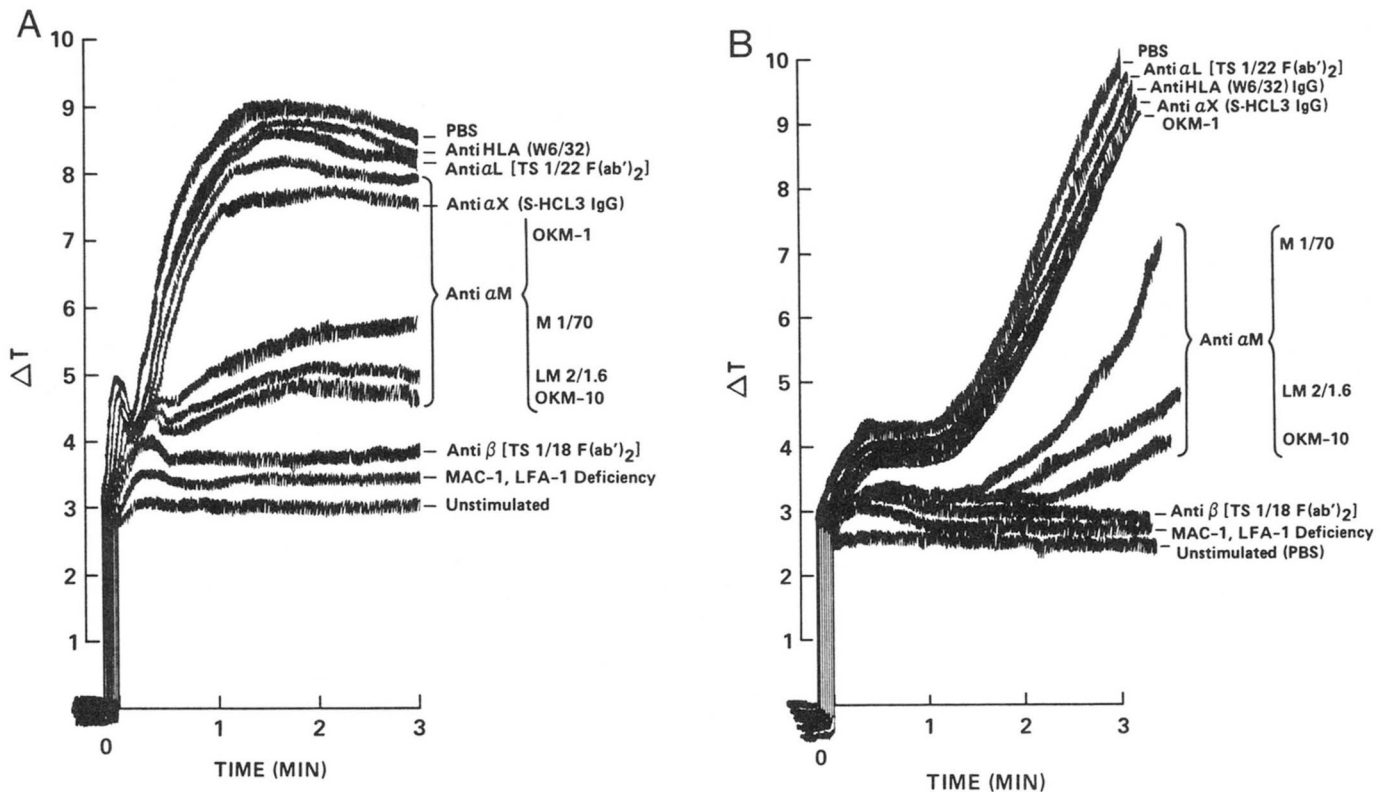 A
10
9
8
7
6
5
4
3
2
1
ΔT
0
1
2
3
TIME (MIN)
PBS
Anti HLA (W6/32)
Anti αL [TS 1/22 F(ab')2]
Anti αX (S-HCL3 IgG)
OKM-1
Anti αM
M 1/70
LM 2/1.6
OKM-10
Anti β [TS 1/18 F(ab')2]
MAC-1, LFA-1 Deficiency
Unstimulated
B
10
9
8
7
6
5
4
3
2
1
ΔT
0
1
2
3
TIME (MIN)
PBS
Anti αL [TS 1/22 F(ab')2]
Anti HLA (W6/32) IgG)
Anti αX (S-HCL3 IgG)
OKM-1
M 1/70
Anti αM
LM 2/1.6
OKM-10
Anti β [TS 1/18 F(ab')2]
MAC-1, LFA-1 Deficiency
Unstimulated (PBS)